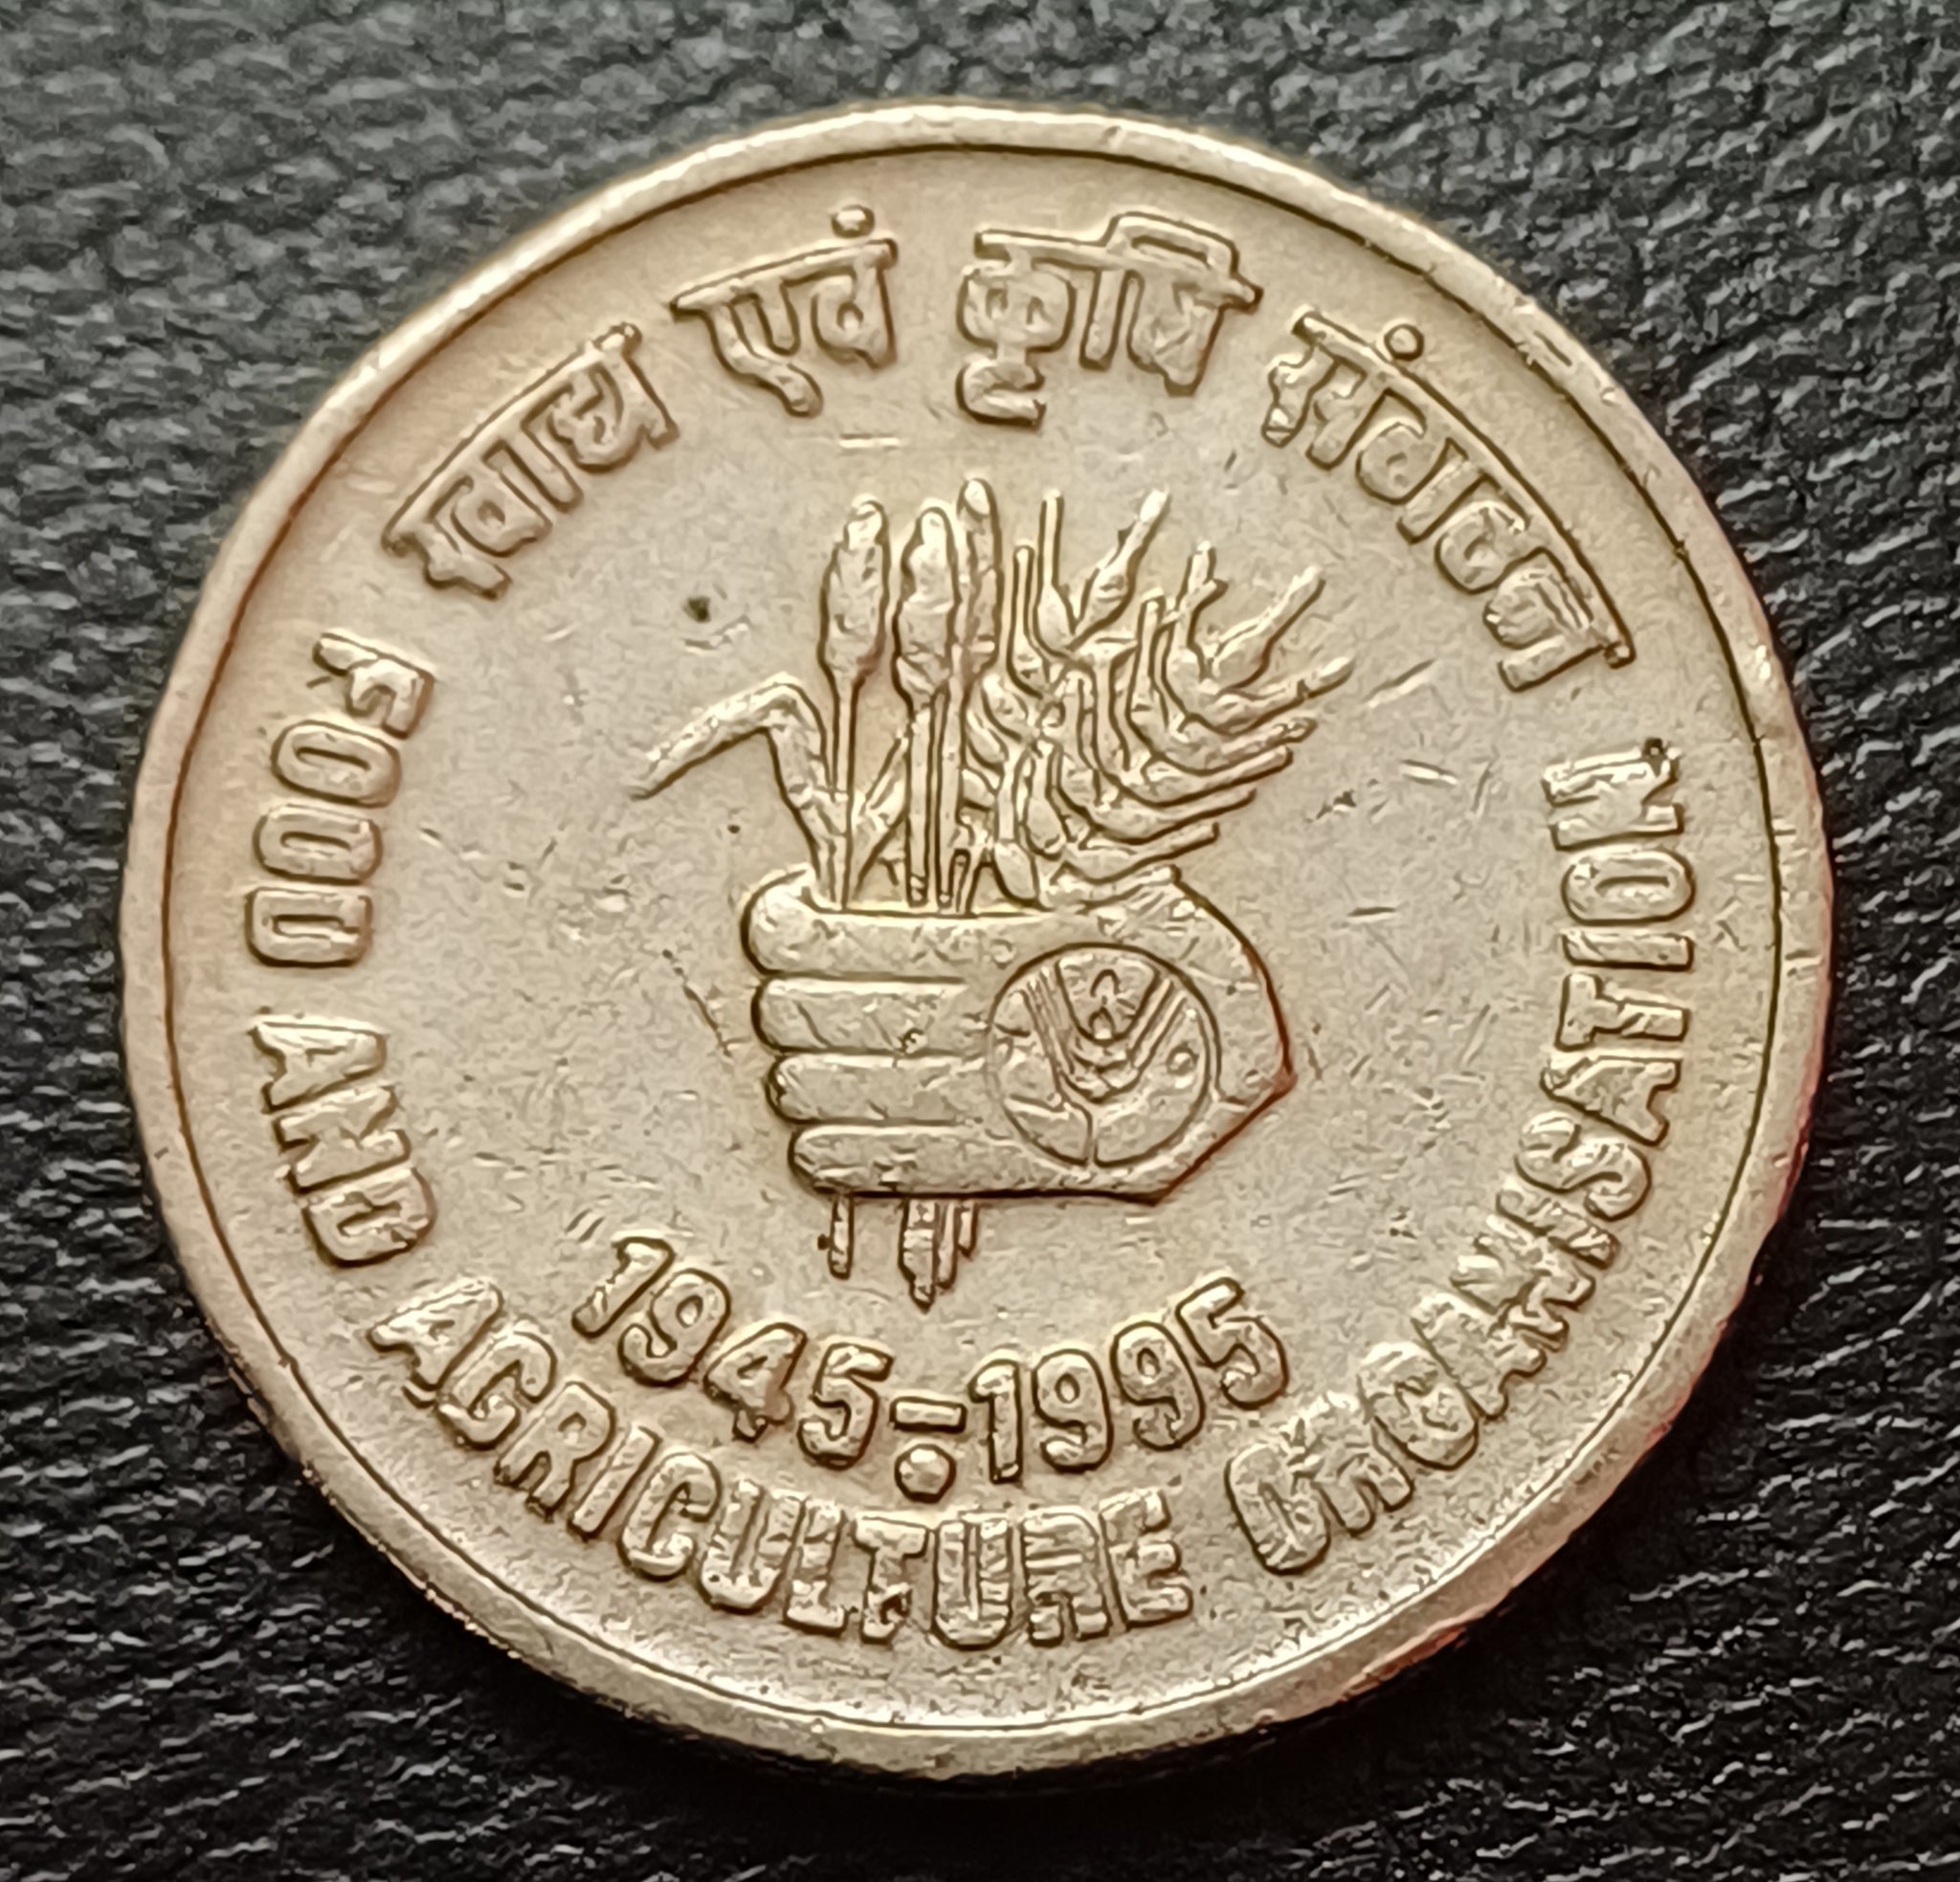 खाद्य एवं कृषि संगठन
FOOD AND AGRICULTURE ORGANISATION
1945-1995